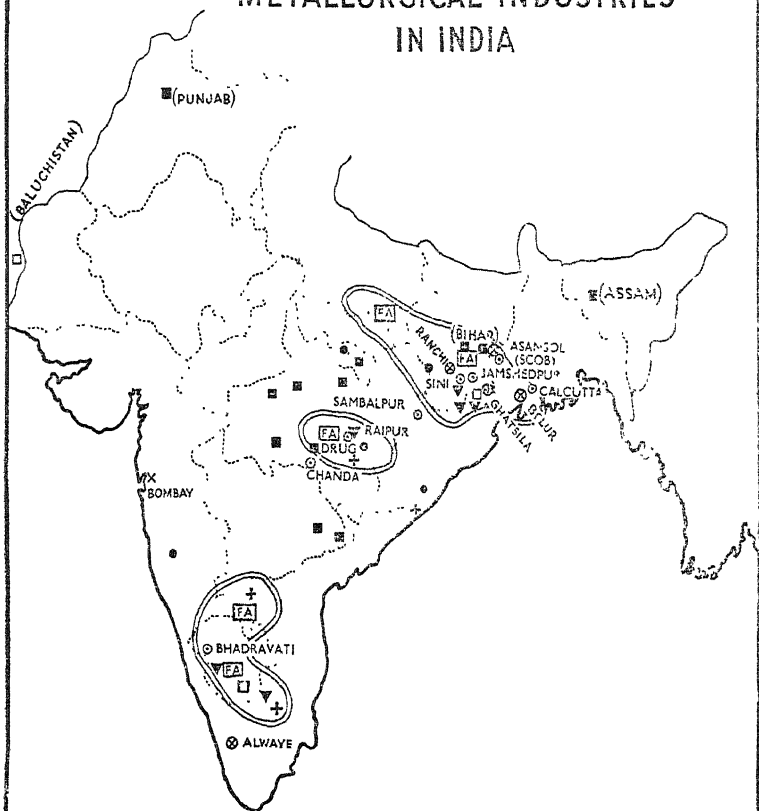 METALLURGICAL INDUSTRIES
IN INDIA
(PUNJAB)
(BALUCHISTAN)
(ASSAM)
FA
(BIHAR)
RANCHI
FA
ASANSOL
(SCOB)
JAMSHEDPUR
SINI
CALCUTTA
SAMBALPUR
GHATSILA
BELUR
FA
RAIPUR
DRUG
CHANDA
BOMBAY
FA
BHADRAVATI
FA
ALWAYE